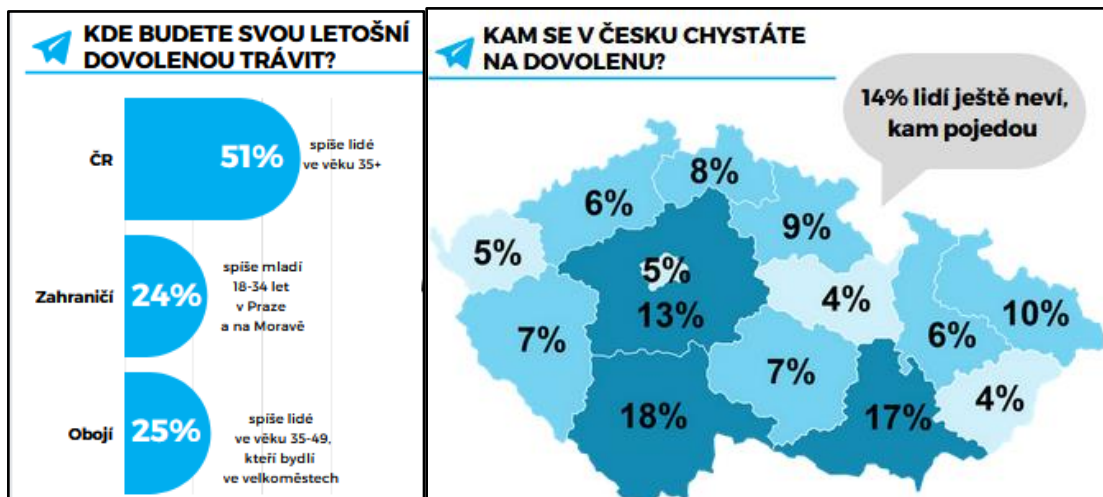 KDE BUDETE SVOU LETOŠNÍ
DOVOLENOU TRÁVIT?
ČR
51%
spíše lidé
ve věku 35+
Zahraničí
24%
spíše mladí
18-34 let
v Praze
a na Moravě
Obojí
25%
spíše lidé
ve věku 35-49,
kteří bydlí
ve velkoměstech
KAM SE V ČESKU CHYSTÁTE
NA DOVOLENU?
14% lidí ještě neví,
kam pojedou
8%
6%
9%
5%
5%
4%
13%
10%
7%
6%
7%
4%
18%
17%